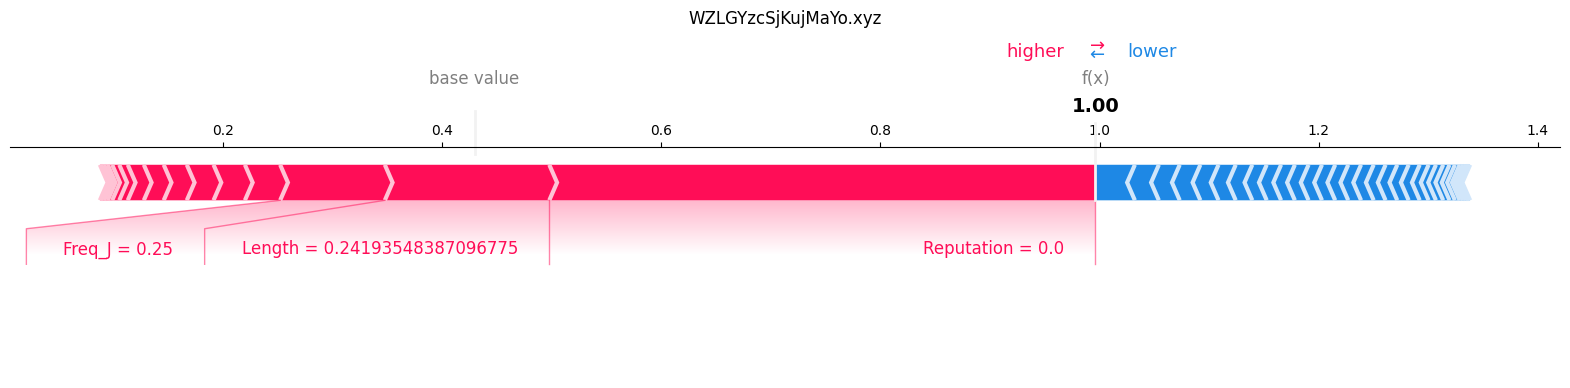 WZLGYzcSjKujMaYo.xyz
higher ⇄ lower
base value f(x)
1.00
0.2 0.4 0.6 0.8 1.0 1.2 1.4
Freq_J = 0.25 Length = 0.24193548387096775 Reputation = 0.0